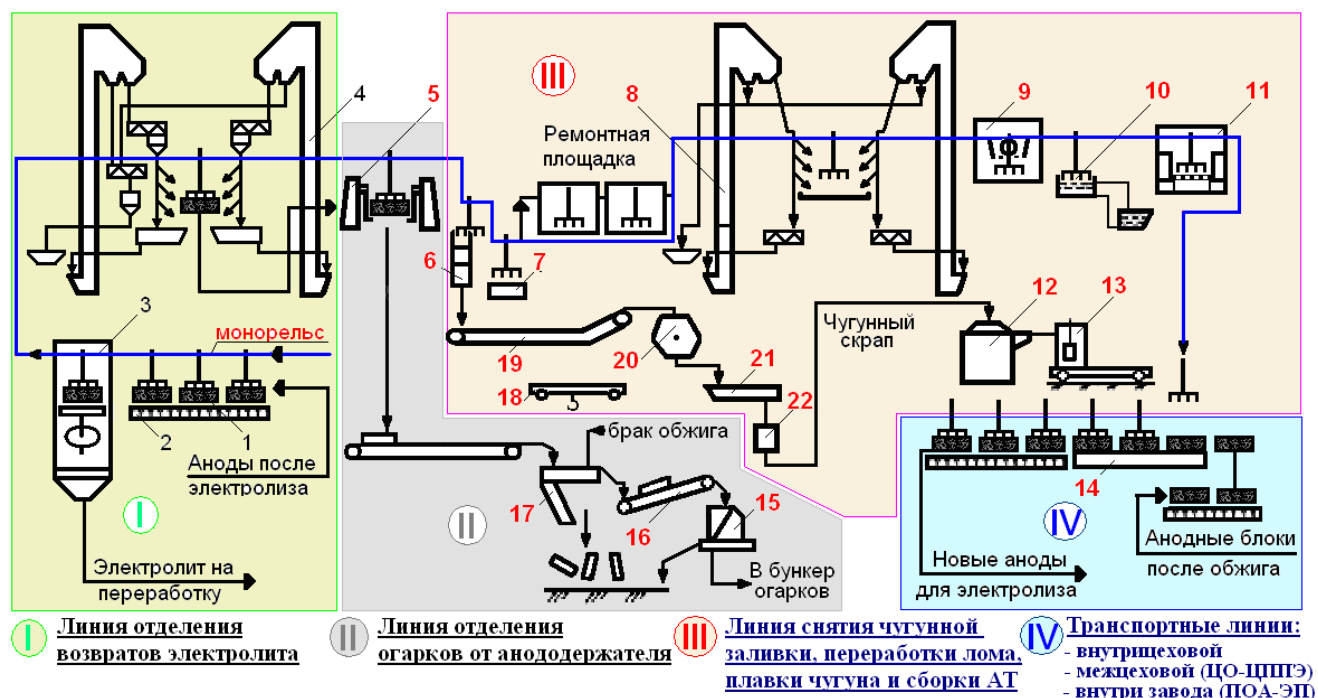 III
4
5
8
9
10
11
Ремонтная
площадка
6
7
3
монорельс
2
1
Аноды после
электролиза
I
Электролит на
переработку
19
20
21
22
18
Чугунный
скрап
12
13
брак обжига
17
16
15
II
В бункер
огарков
14
IV
Новые аноды
для электролиза
Анодные блоки
после обжига
I Линия отделения
возвратов электролита
II Линия отделения
огарков от анододержателя
III Линия снятия чугунной
заливки, переработки лома,
плавки чугуна и сборки АТ
IV Транспортные линии:
- внутрицеховой
- межцеховой (ЦО-ЦППЭ)
- внутри завода (ПОА-ЭП)